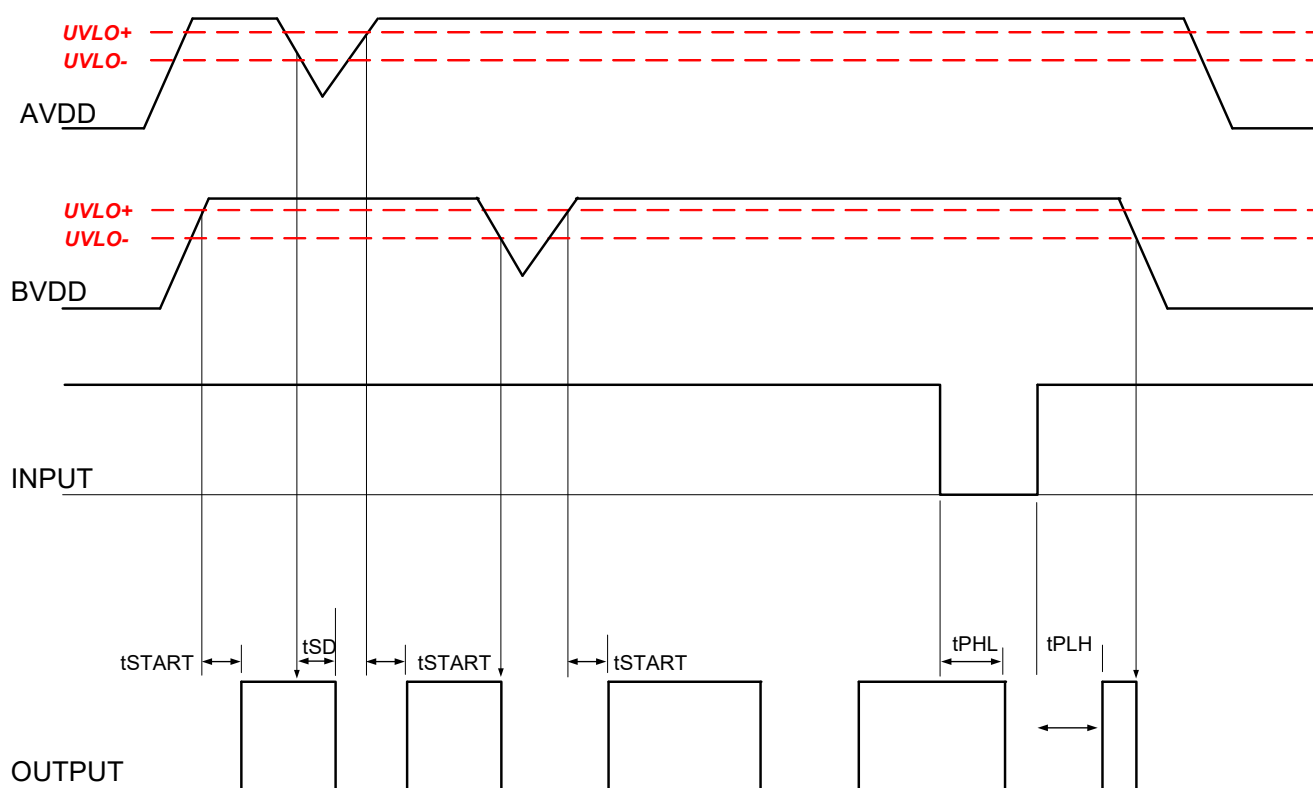 UVLO+
UVLO-
AVDD
UVLO+
UVLO-
BVDD
INPUT
tSTART
tSD
tSTART
tSTART
tPHL
tPLH
OUTPUT